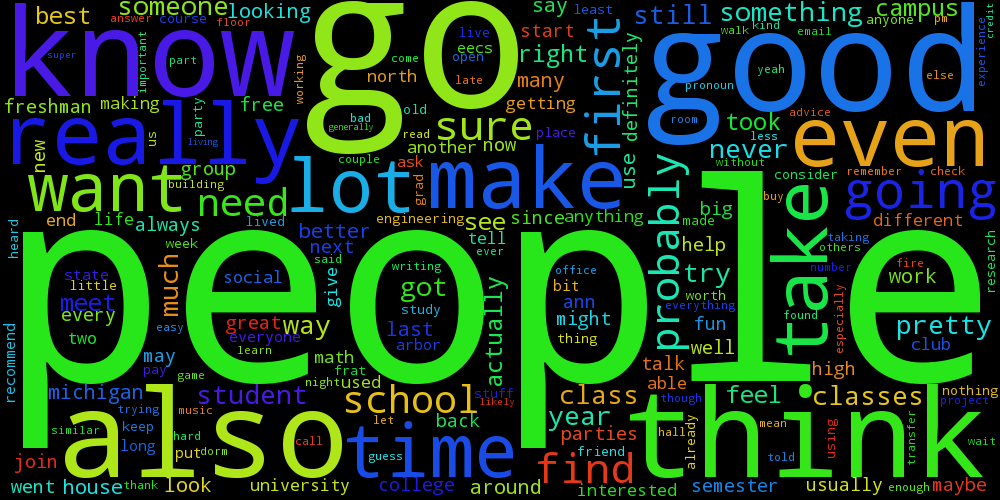 someone
best
answer
course
floor
looking
know
super
part
important
working
go
live
eecs
open
come
north
late
say
least
start
right
many
getting
still
something
campus
walk
kind
anyone
pm
email
credit
good
yeah
pronoun
room
else
experience
freshman
making
party
free
us
new
really
living
bad
generally
old
read
another
now
sure
place
first
definitely
use
took
advice
less
never
even
without
consider
remember
check
want
group
building
need
couple
lot
ask
grad
make
probably
buy
going
end
life
always
lived
engineering
see
since
anything
big
made
take
different
heard
week
better
next
said
tell
ever
help
taking
others
research
people
state
little
meet
every
two
much
social
give
writing
got
study
actually
office
bit
ann
might
thing
try
worth
everything
fun
number
fire
work
found
especially
pretty
club
recommend
easy
great
everyone
way
learn
last
arbor
well
may
pay
math
frat
talk
able
high
michigan
game
student
night
used
school
stuff
likely
class
though
feel
classes
nothing
project
trying
music
keep
let
back
year
already
hall
mean
using
transfer
similar
long
hard
put
dorm
call
also
time
guess
parties
friend
find
think
told
wait
join
went
house
thank
look
university
college
around
interested
semester
usually
enough
maybe